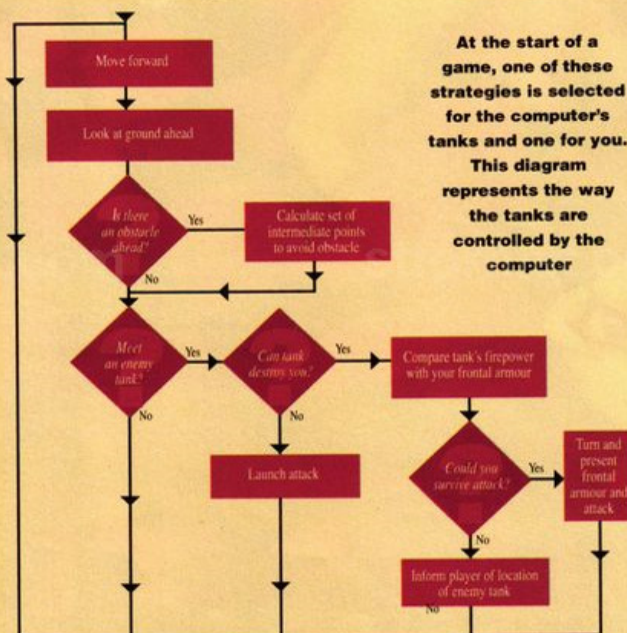 At the start of a
game, one of these
strategies is selected
for the computer's
tanks and one for you.
This diagram
represents the way
the tanks are
controlled by the
computer
Move forward
Look at ground ahead
Is there
an obstacle
ahead?
Yes
Calculate set of
intermediate points
to avoid obstacle
No
Meet
an enemy
tank?
Yes
Can tank
destroy you?
Yes
Compare tank's firepower
with your frontal armour
No
No
Launch attack
Could you
survive attack?
Yes
Turn and
present
frontal
armour and
attack
No
Inform player of location
of enemy tank
No